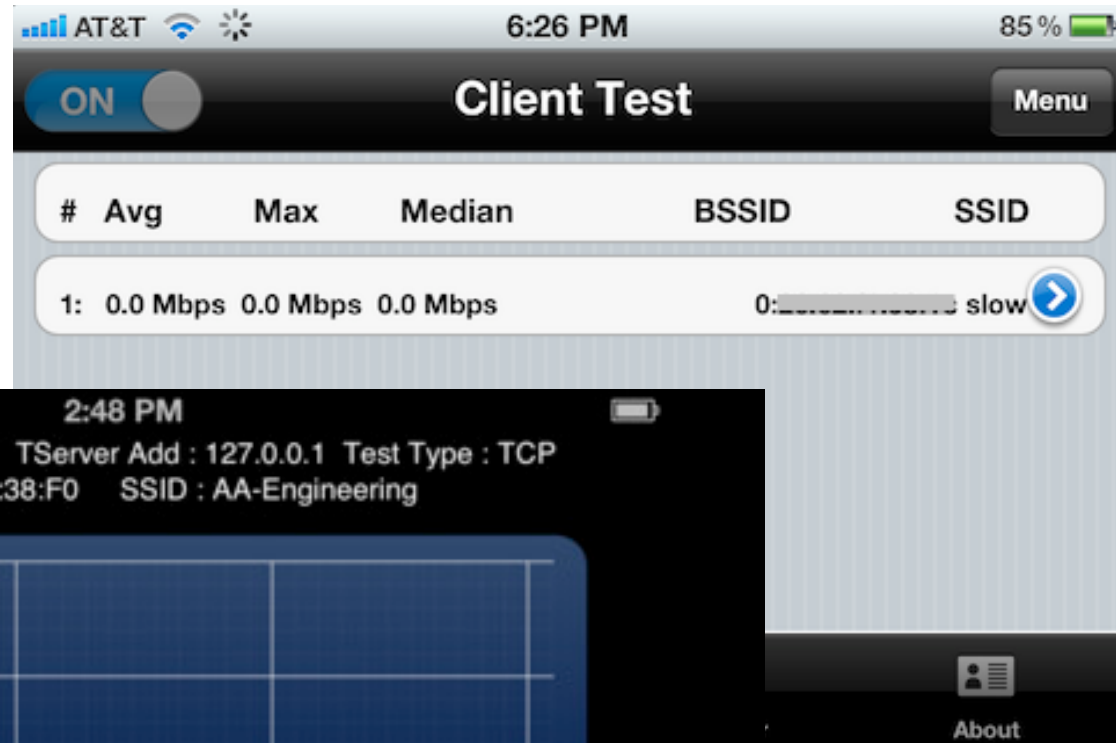 AT&T 6:26 PM 85%
ON Client Test Menu
# Avg Max Median BSSID SSID
1: 0.0 Mbps 0.0 Mbps 0.0 Mbps 0: slow
2:48 PM
TServer Add : 127.0.0.1 Test Type : TCP
:38:F0 SSID : AA-Engineering
About